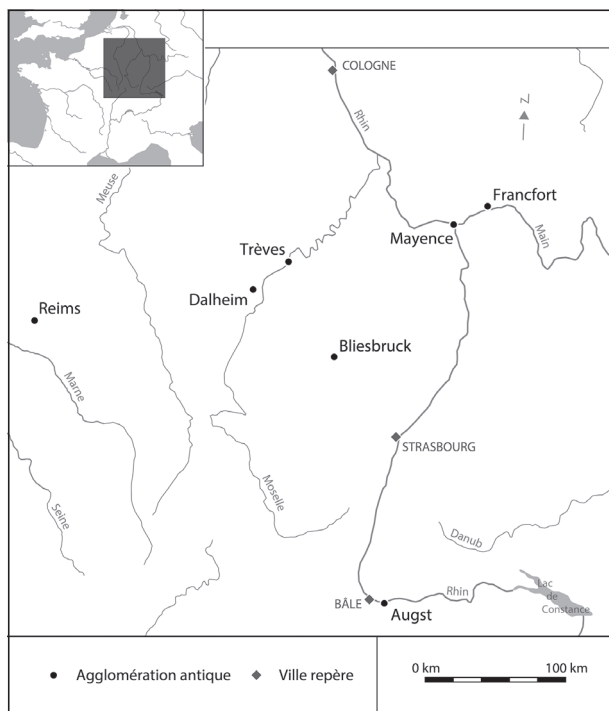 COLOGNE
Rhin
N
Meuse
Francfort
Mayence
Main
Trèves
Dalheim
Reims
Bliesbruck
Marne
STRASBOURG
Moselle
Seine
Danub
Rhin
Lac
de
Constance
BÂLE
Augst
Agglomération antique
Ville repère
0 km
100 km